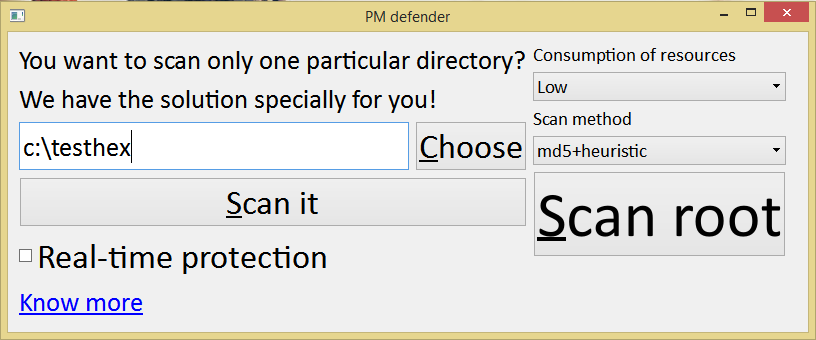 PM defender
You want to scan only one particular directory?
We have the solution specially for you!
c:\testhex
Choose
Scan it
Real-time protection
Know more
Consumption of resources
Low
Scan method
md5+heuristic
Scan root